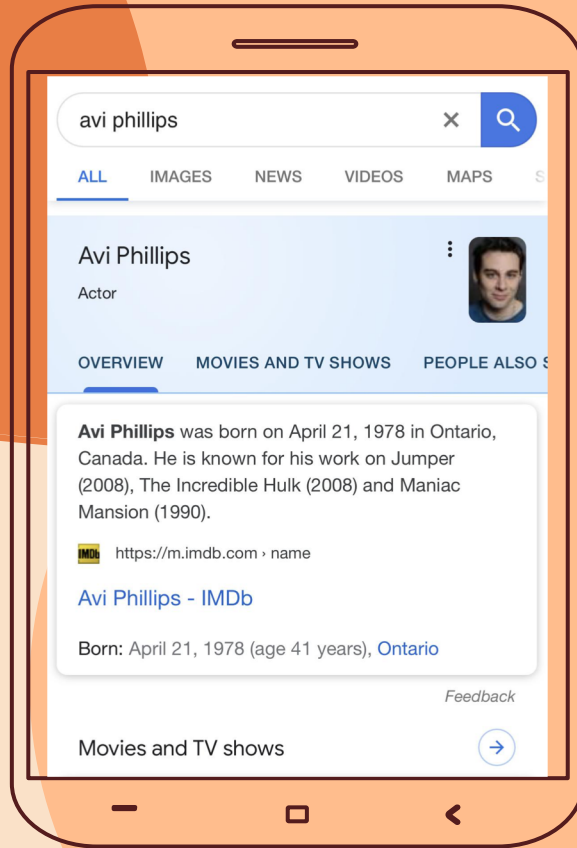 avi phillips
ALL IMAGES NEWS VIDEOS MAPS S
Avi Phillips
Actor
OVERVIEW MOVIES AND TV SHOWS PEOPLE ALSO S
Avi Phillips was born on April 21, 1978 in Ontario,
Canada. He is known for his work on Jumper
(2008), The Incredible Hulk (2008) and Maniac
Mansion (1990).
IMDb https://m.imdb.com › name
Avi Phillips - IMDb
Born: April 21, 1978 (age 41 years), Ontario
Feedback
Movies and TV shows